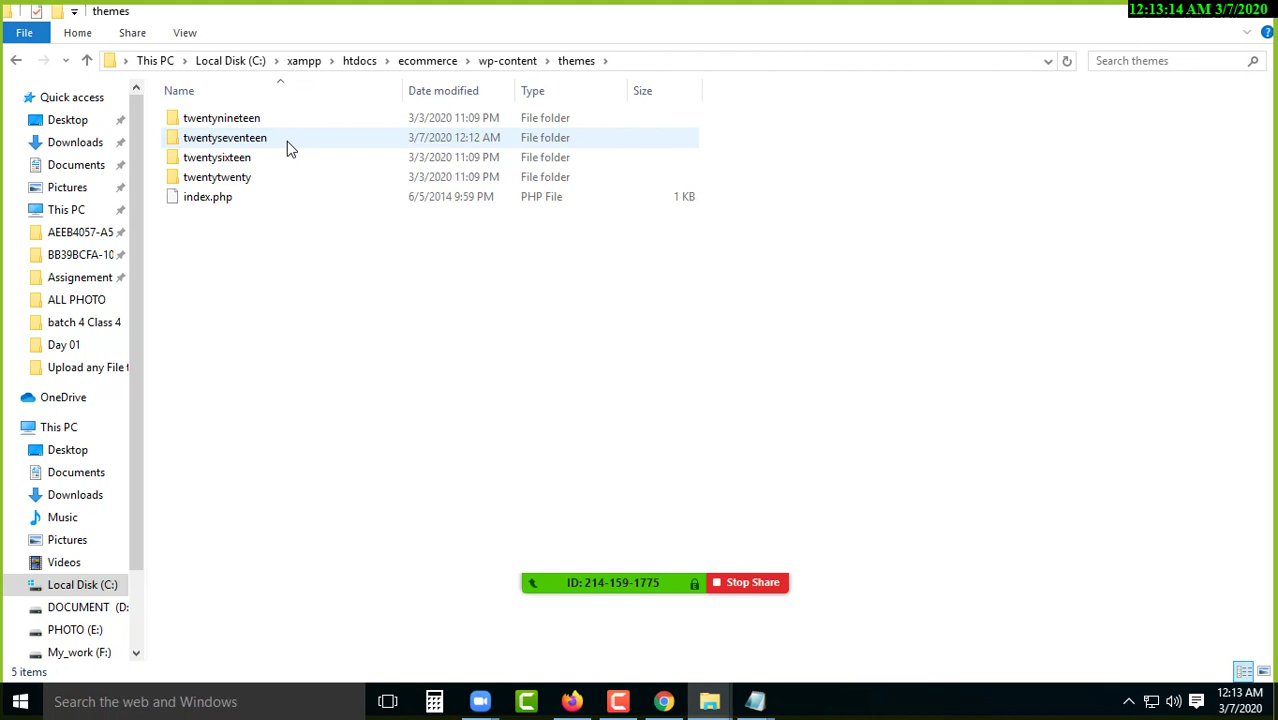 themes
12:13:14 AM 3/7/2020
File Home Share View
This PC Local Disk (C:) xampp htdocs ecommerce wp-content themes
Search themes
Name Date modified Type Size
twentynineteen 3/3/2020 11:09 PM File folder
twentyseventeen 3/7/2020 12:12 AM File folder
twentysixteen 3/3/2020 11:09 PM File folder
twentytwenty 3/3/2020 11:09 PM File folder
index.php 6/5/2014 9:59 PM PHP File 1 KB
Quick access
Desktop
Downloads
Documents
Pictures
This PC
AEEB4057-A5
BB39BCFA-10
Assignement
ALL PHOTO
batch 4 Class 4
Day 01
Upload any File t
OneDrive
This PC
Desktop
Documents
Downloads
Music
Pictures
Videos
Local Disk (C:)
DOCUMENT (D:
PHOTO (E:)
My_work (F:)
ID: 214-159-1775 Stop Share
5 items
Search the web and Windows
12:13 AM
3/7/2020